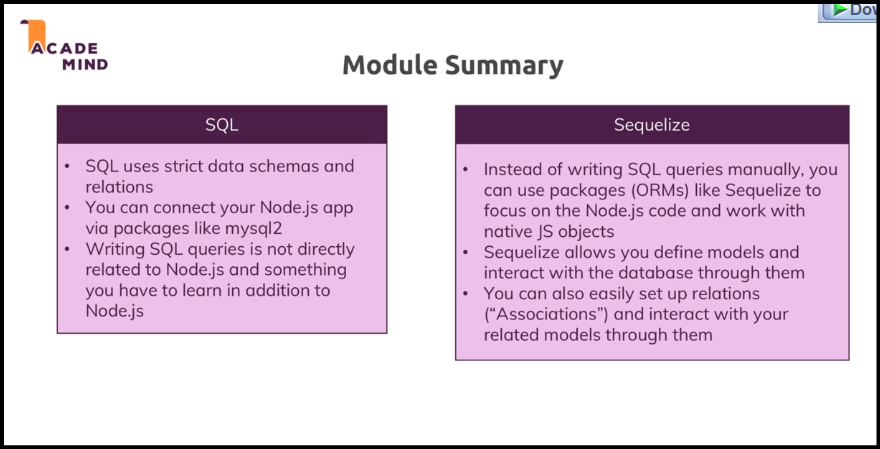 Dow
ACADE
MIND
Module Summary
SQL
• SQL uses strict data schemas and
relations
• You can connect your Node.js app
via packages like mysql2
• Writing SQL queries is not directly
related to Node.js and something
you have to learn in addition to
Node.js
Sequelize
• Instead of writing SQL queries manually, you
can use packages (ORMs) like Sequelize to
focus on the Node.js code and work with
native JS objects
• Sequelize allows you define models and
interact with the database through them
• You can also easily set up relations
(“Associations”) and interact with your
related models through them